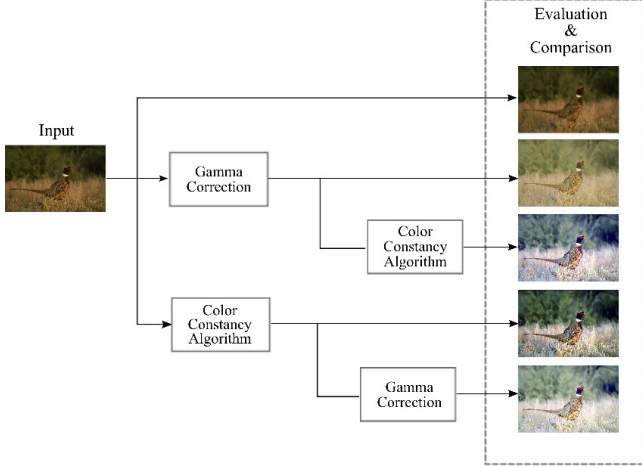 Evaluation
&
Comparison
Input
Gamma
Correction
Color
Constancy
Algorithm
Color
Constancy
Algorithm
Gamma
Correction